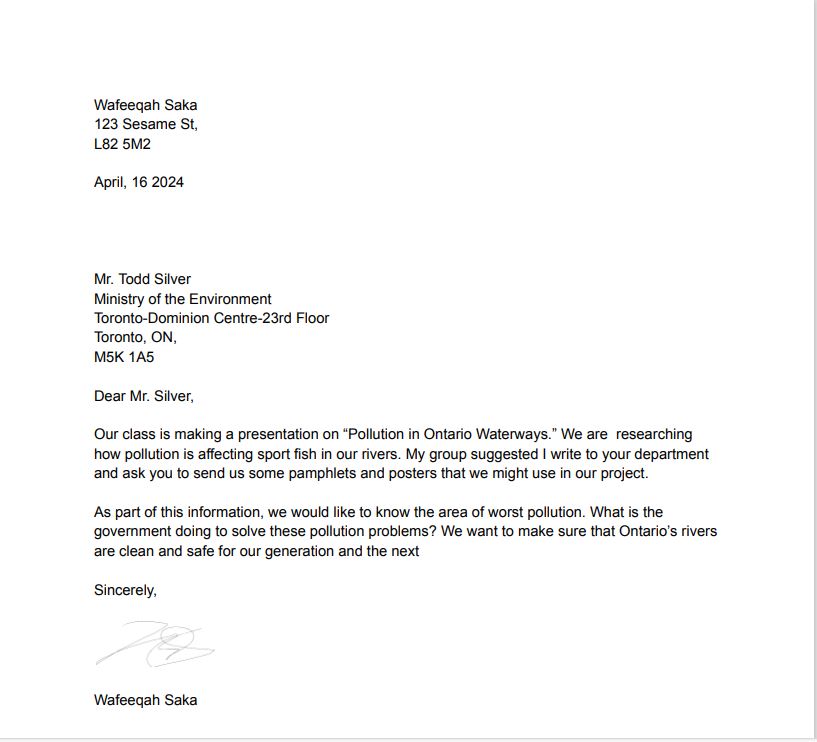 Wafeeqah Saka
123 Sesame St,
L82 5M2
April, 16 2024
Mr. Todd Silver
Ministry of the Environment
Toronto-Dominion Centre-23rd Floor
Toronto, ON,
M5K 1A5
Dear Mr. Silver,
Our class is making a presentation on “Pollution in Ontario Waterways.” We are  researching
how pollution is affecting sport fish in our rivers. My group suggested I write to your department
and ask you to send us some pamphlets and posters that we might use in our project.
As part of this information, we would like to know the area of worst pollution. What is the
government doing to solve these pollution problems? We want to make sure that Ontario’s rivers
are clean and safe for our generation and the next
Sincerely,
Wafeeqah Saka